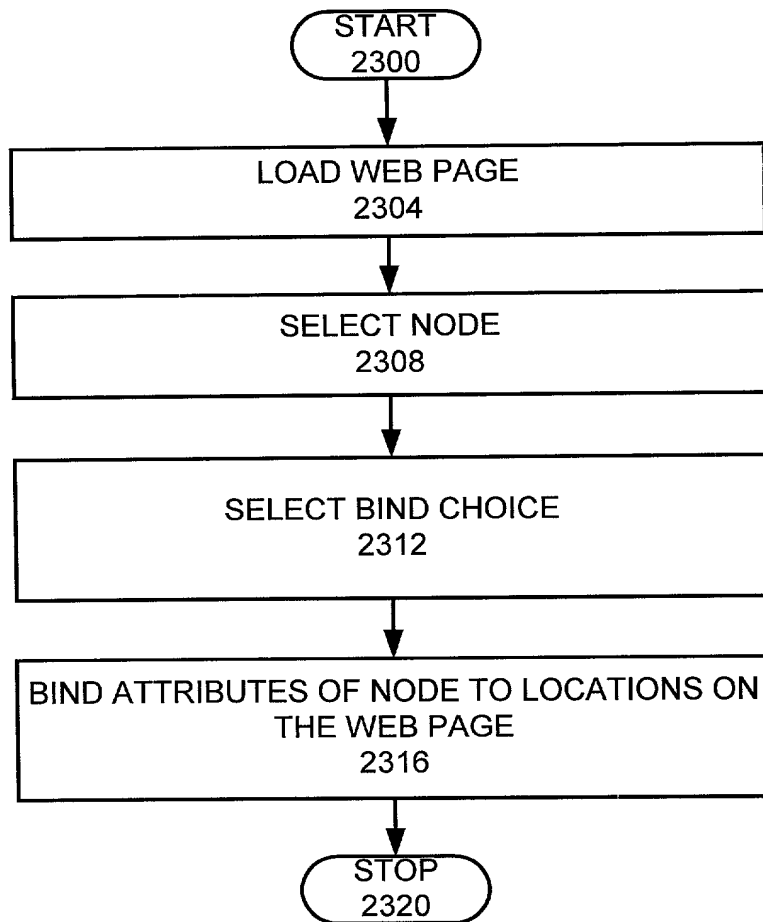 START
2300
LOAD WEB PAGE
2304
SELECT NODE
2308
SELECT BIND CHOICE
2312
BIND ATTRIBUTES OF NODE TO LOCATIONS ON
THE WEB PAGE
2316
STOP
2320